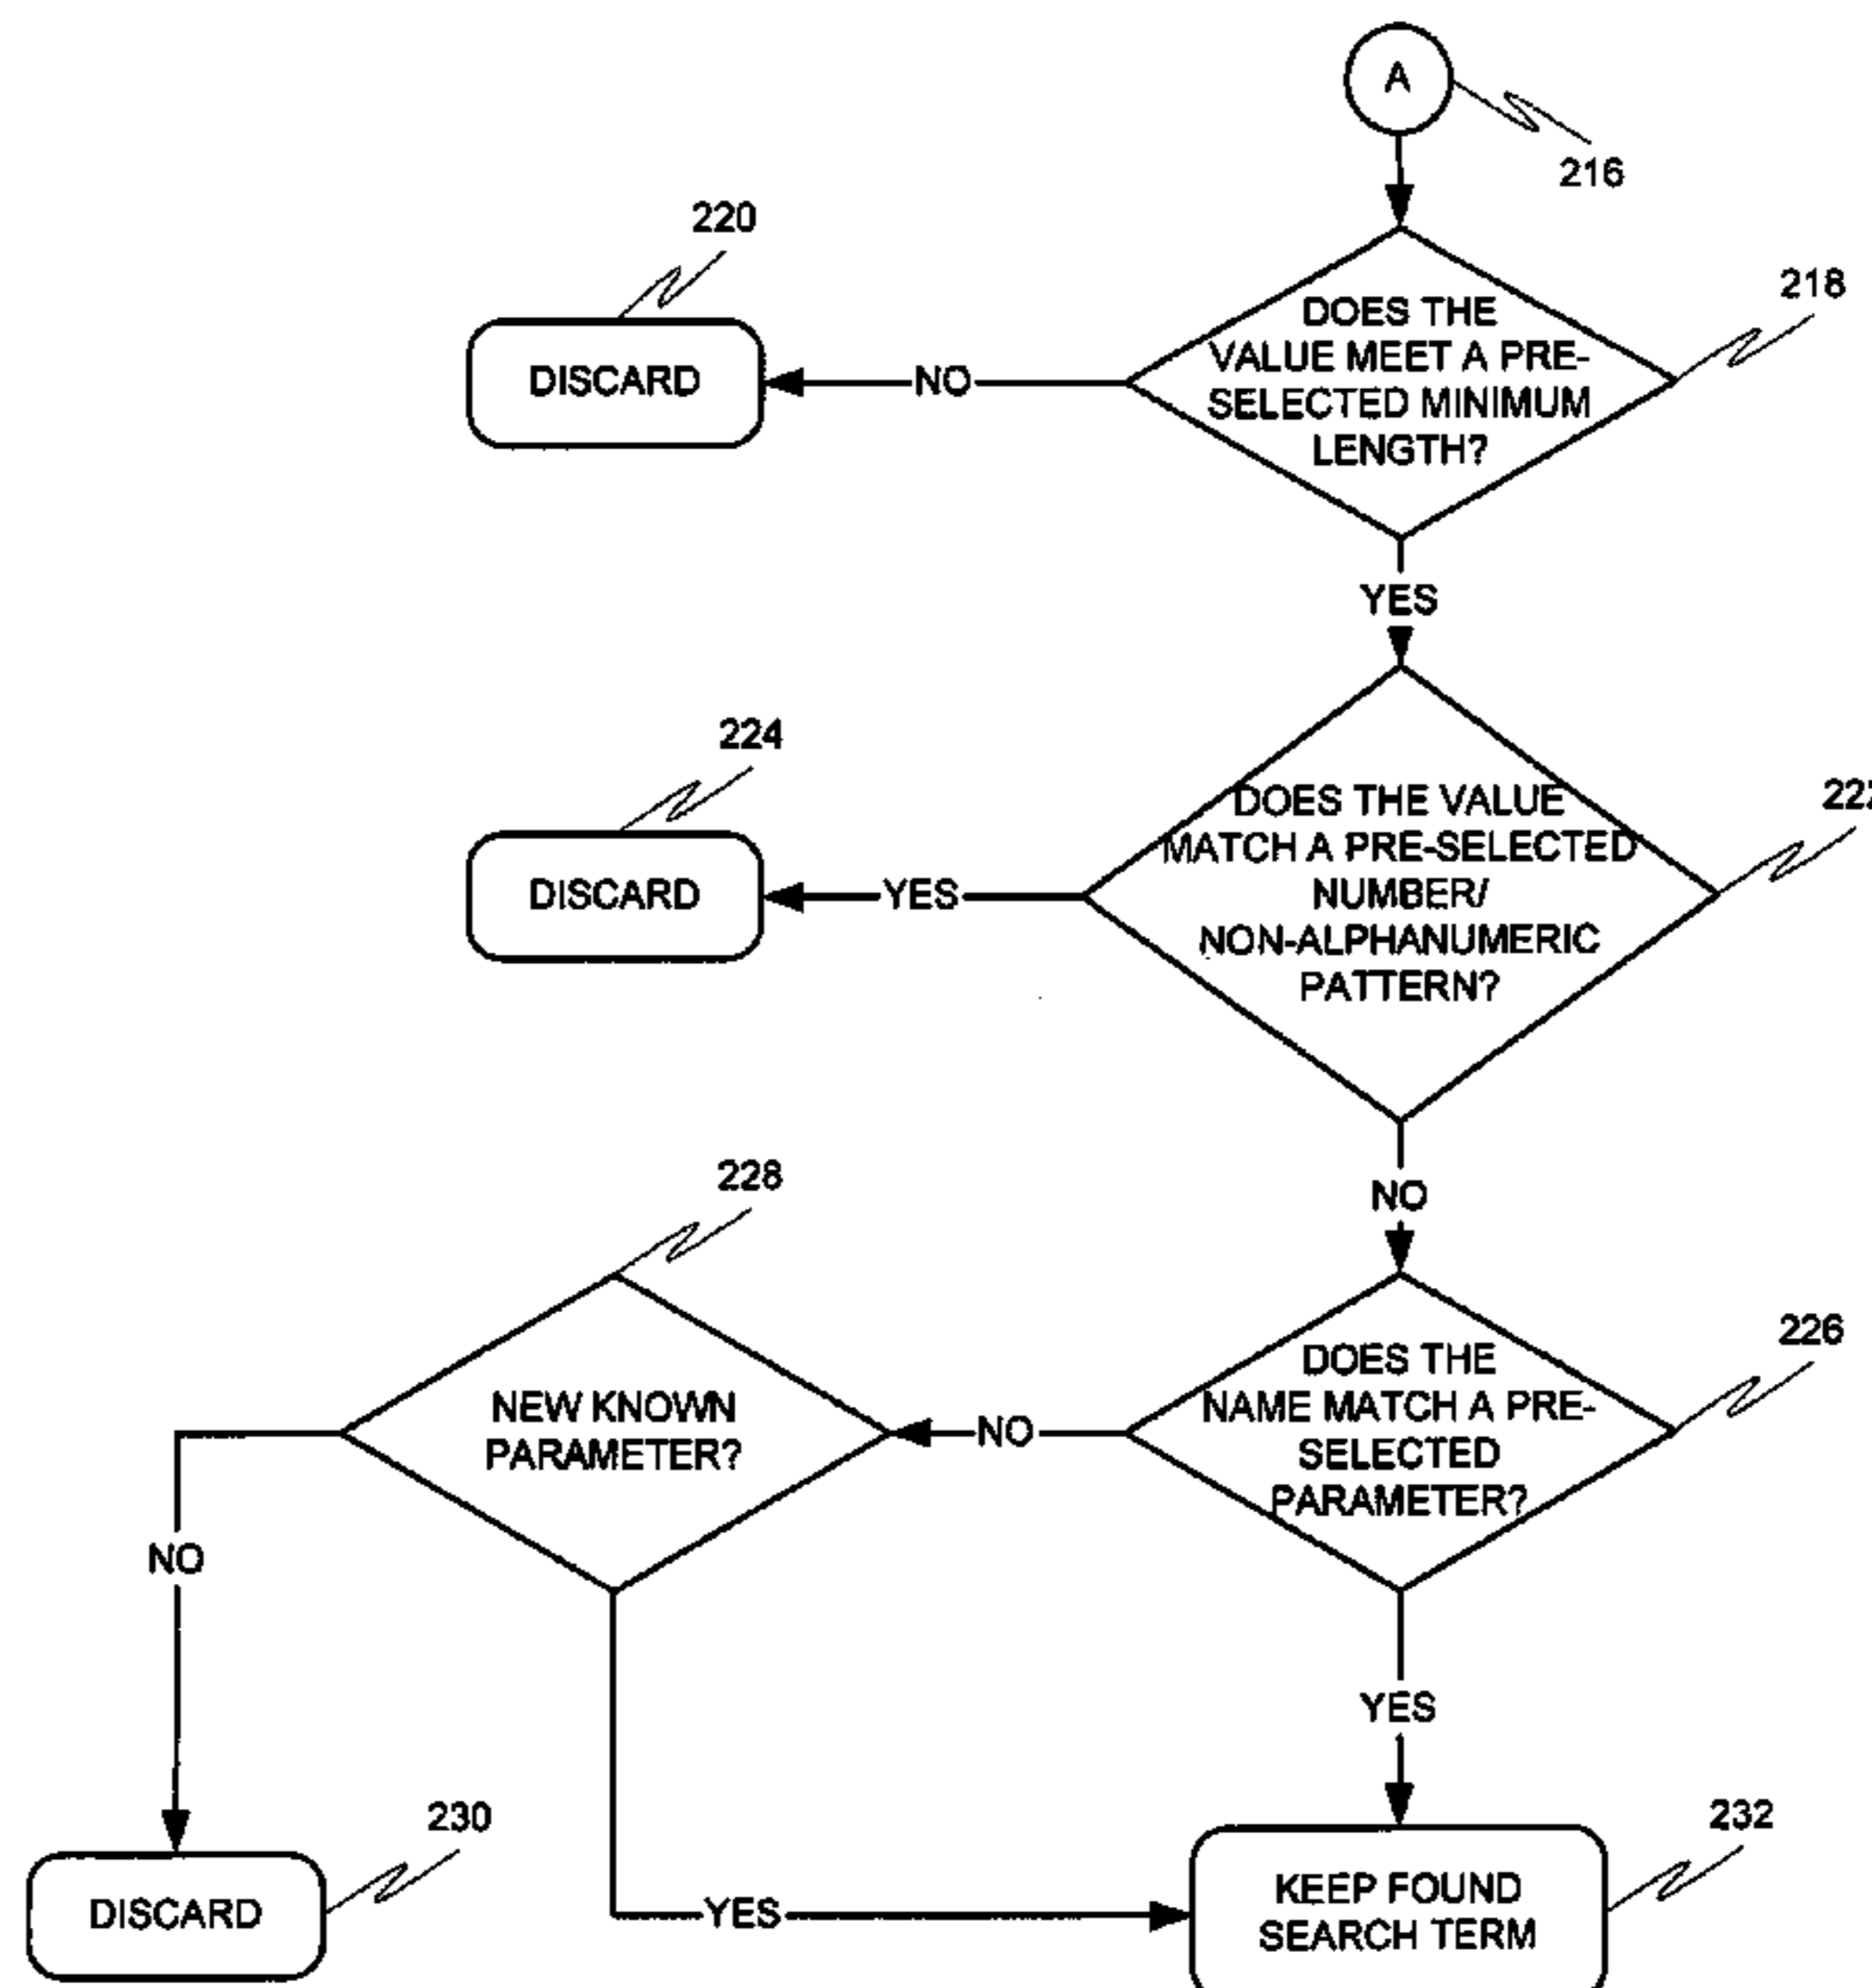 A
216
220
218
DOES THE
VALUE MEET A PRE-
SELECTED MINIMUM
LENGTH?
DISCARD
NO
YES
224
DOES THE VALUE
MATCH A PRE-SELECTED
NUMBER/
NON-ALPHANUMERIC
PATTERN?
222
DISCARD
YES
NO
228
226
NEW KNOWN
PARAMETER?
NO
DOES THE
NAME MATCH A PRE-
SELECTED
PARAMETER?
NO
YES
230
232
DISCARD
YES
KEEP FOUND
SEARCH TERM